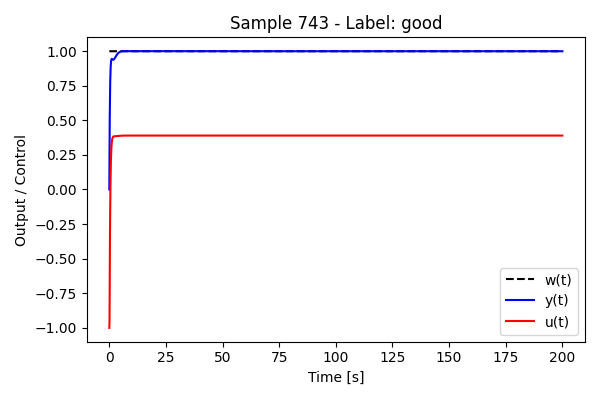 Sample 743 - Label: good
Output / Control
1.00
0.75
0.50
0.25
0.00
−0.25
−0.50
−0.75
−1.00
w(t)
y(t)
u(t)
0 25 50 75 100 125 150 175 200
Time [s]